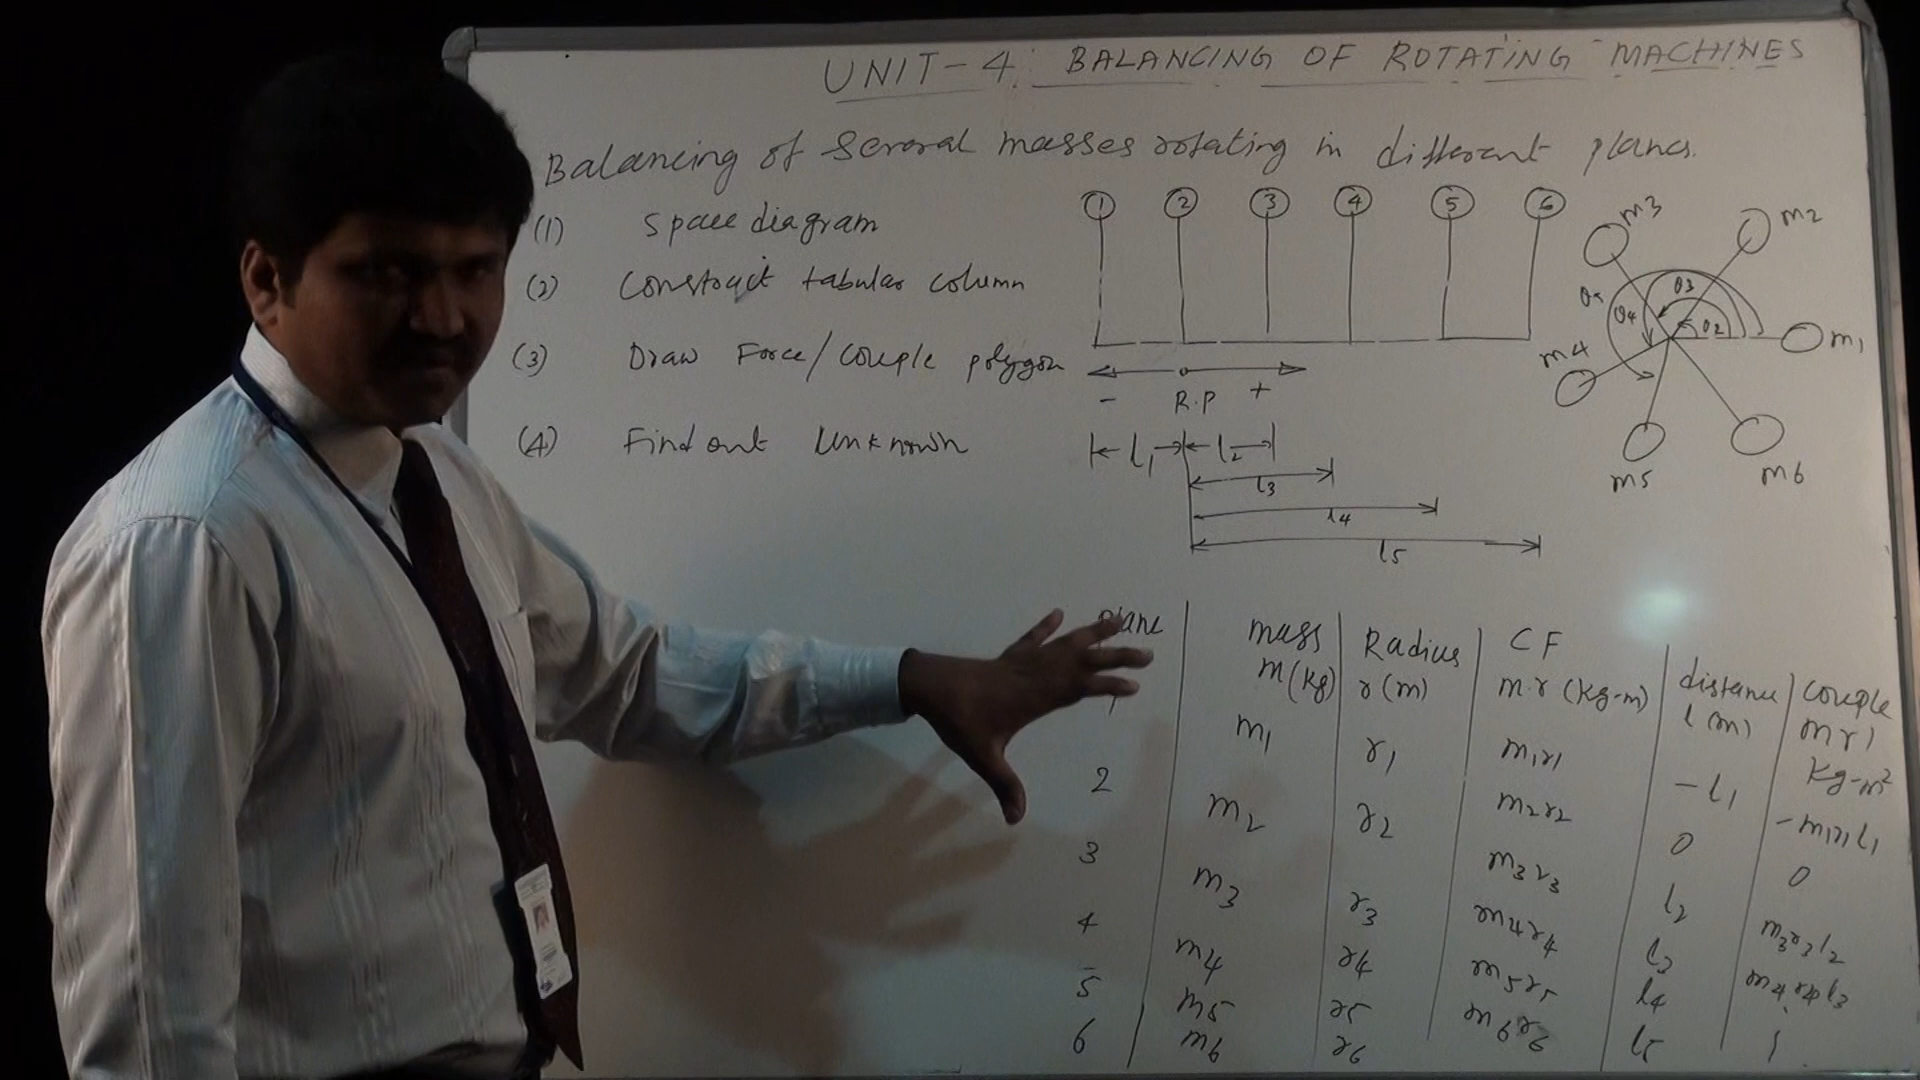 UNIT-4: BALANCING OF ROTATING MACHINES
Balancing of Several masses rotating in different planes.
(1) Space diagram
(2) Construct tabular column
(3) Draw Force/Couple polygon
(4) Find out Unknown
1 2 3 4 5 6
- R.P +
l1 l2
l3
l4
l5
m3 m2
θ5 θ4 θ3 θ2
m1
m4
m5 m6
plane mass Radius CF distance couple
m(kg) r(m) m.r (kg-m) l(m) mrl
kg-m²
1 m1 r1 m1r1 -l1 -m1r1l1
2 m2 r2 m2r2 0 0
3 m3 r3 m3r3 l2 m3r3l2
4 m4 r4 m4r4 l3 m4r4l3
5 m5 r5 m5r5 l4
6 m6 r6 m6r6 l5